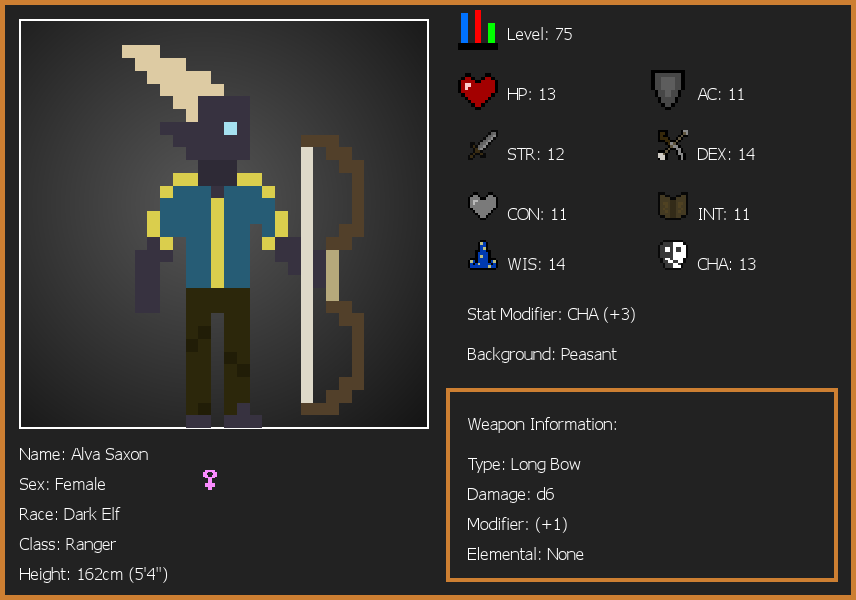 Level: 75
HP: 13
AC: 11
STR: 12
DEX: 14
CON: 11
INT: 11
WIS: 14
CHA: 13
Stat Modifier: CHA (+3)
Background: Peasant
Weapon Information:
Type: Long Bow
Damage: d6
Modifier: (+1)
Elemental: None
Name: Alva Saxon
Sex: Female
Race: Dark Elf
Class: Ranger
Height: 162cm (5'4")